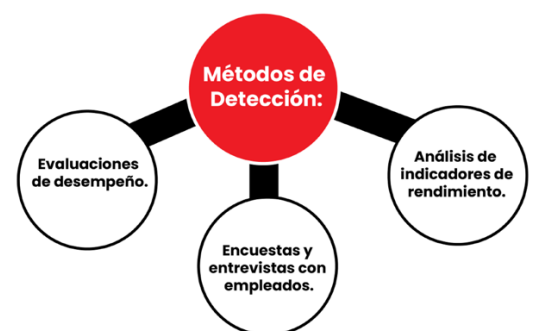 Métodos de
Detección:
Evaluaciones
de desempeño.
Encuestas y
entrevistas con
empleados.
Análisis de
indicadores de
rendimiento.